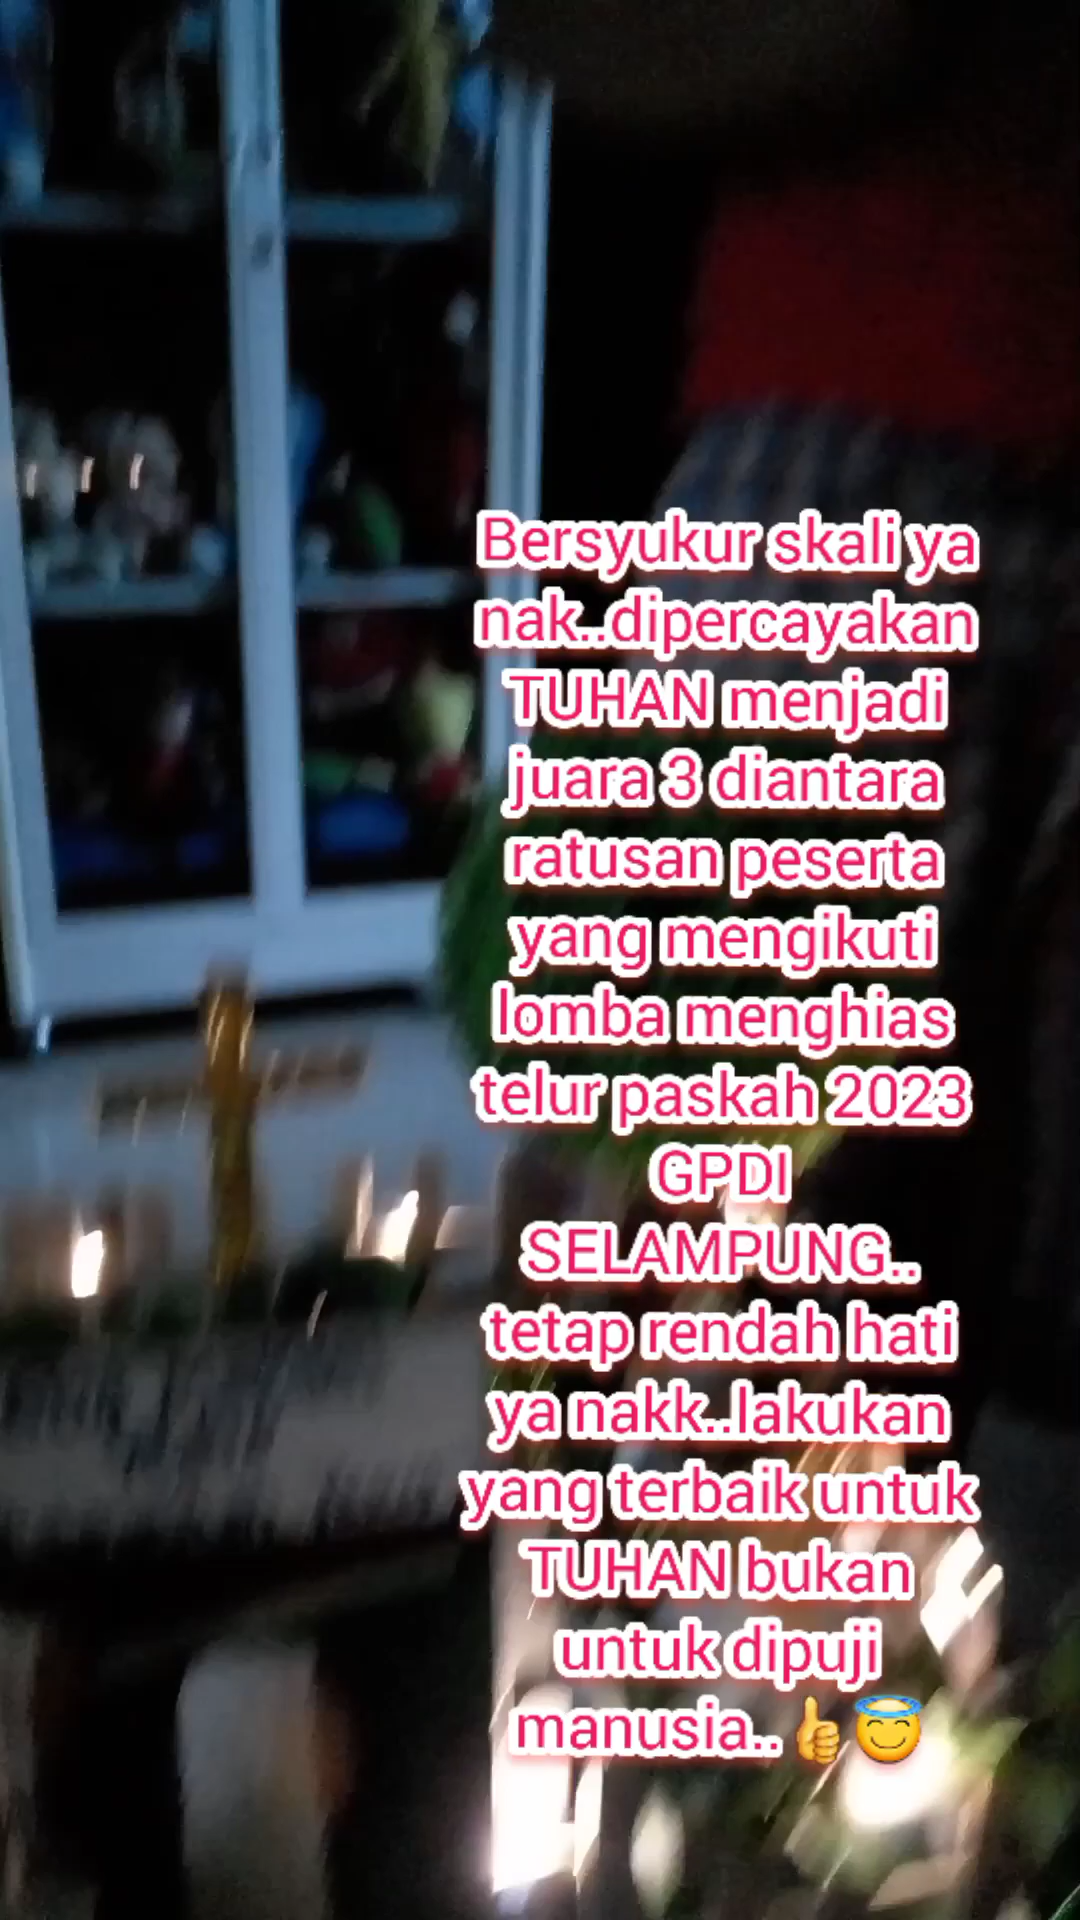 Bersyukur skali ya
nak..dipercayakan
TUHAN menjadi
juara 3 diantara
ratusan peserta
yang mengikuti
lomba menghias
telur paskah 2023
GPDI
SELAMPUNG..
tetap rendah hati
ya nakk..lakukan
yang terbaik untuk
TUHAN bukan
untuk dipuji
manusia..👍😇